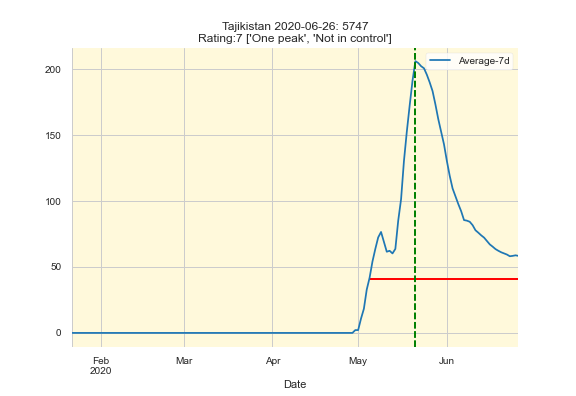 Tajikistan 2020-06-26: 5747
Rating:7 ['One peak', 'Not in control']
Average-7d
200
150
100
50
0
Feb
2020
Mar
Apr
May
Jun
Date